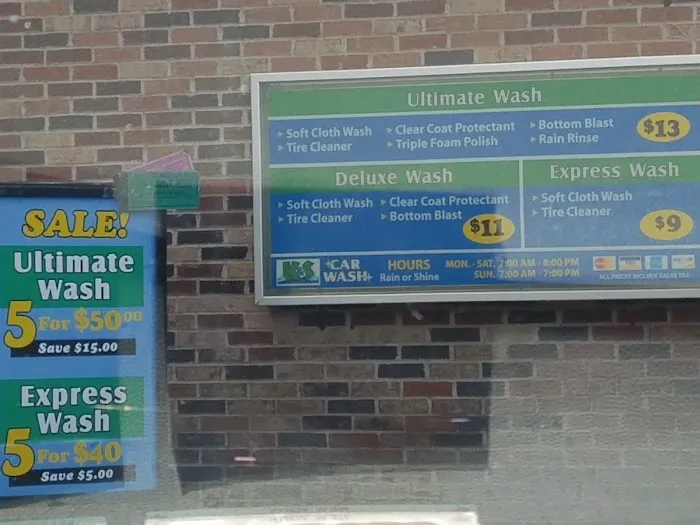 Ultimate Wash
▸ Soft Cloth Wash ▸ Clear Coat Protectant ▸ Bottom Blast $13
▸ Tire Cleaner ▸ Triple Foam Polish ▸ Rain Rinse
Deluxe Wash
▸ Soft Cloth Wash ▸ Clear Coat Protectant
▸ Tire Cleaner ▸ Bottom Blast $11
Express Wash
▸ Soft Cloth Wash
▸ Tire Cleaner $9
CAR WASH
HOURS
Rain or Shine
MON. - SAT. 7:00 AM - 8:00 PM
SUN. 7:00 AM - 7:00 PM
ALL PRICES INCLUDE SALES TAX
SALE!
Ultimate
Wash
5 For $50.00
Save $15.00
Express
Wash
5 For $40
Save $5.00